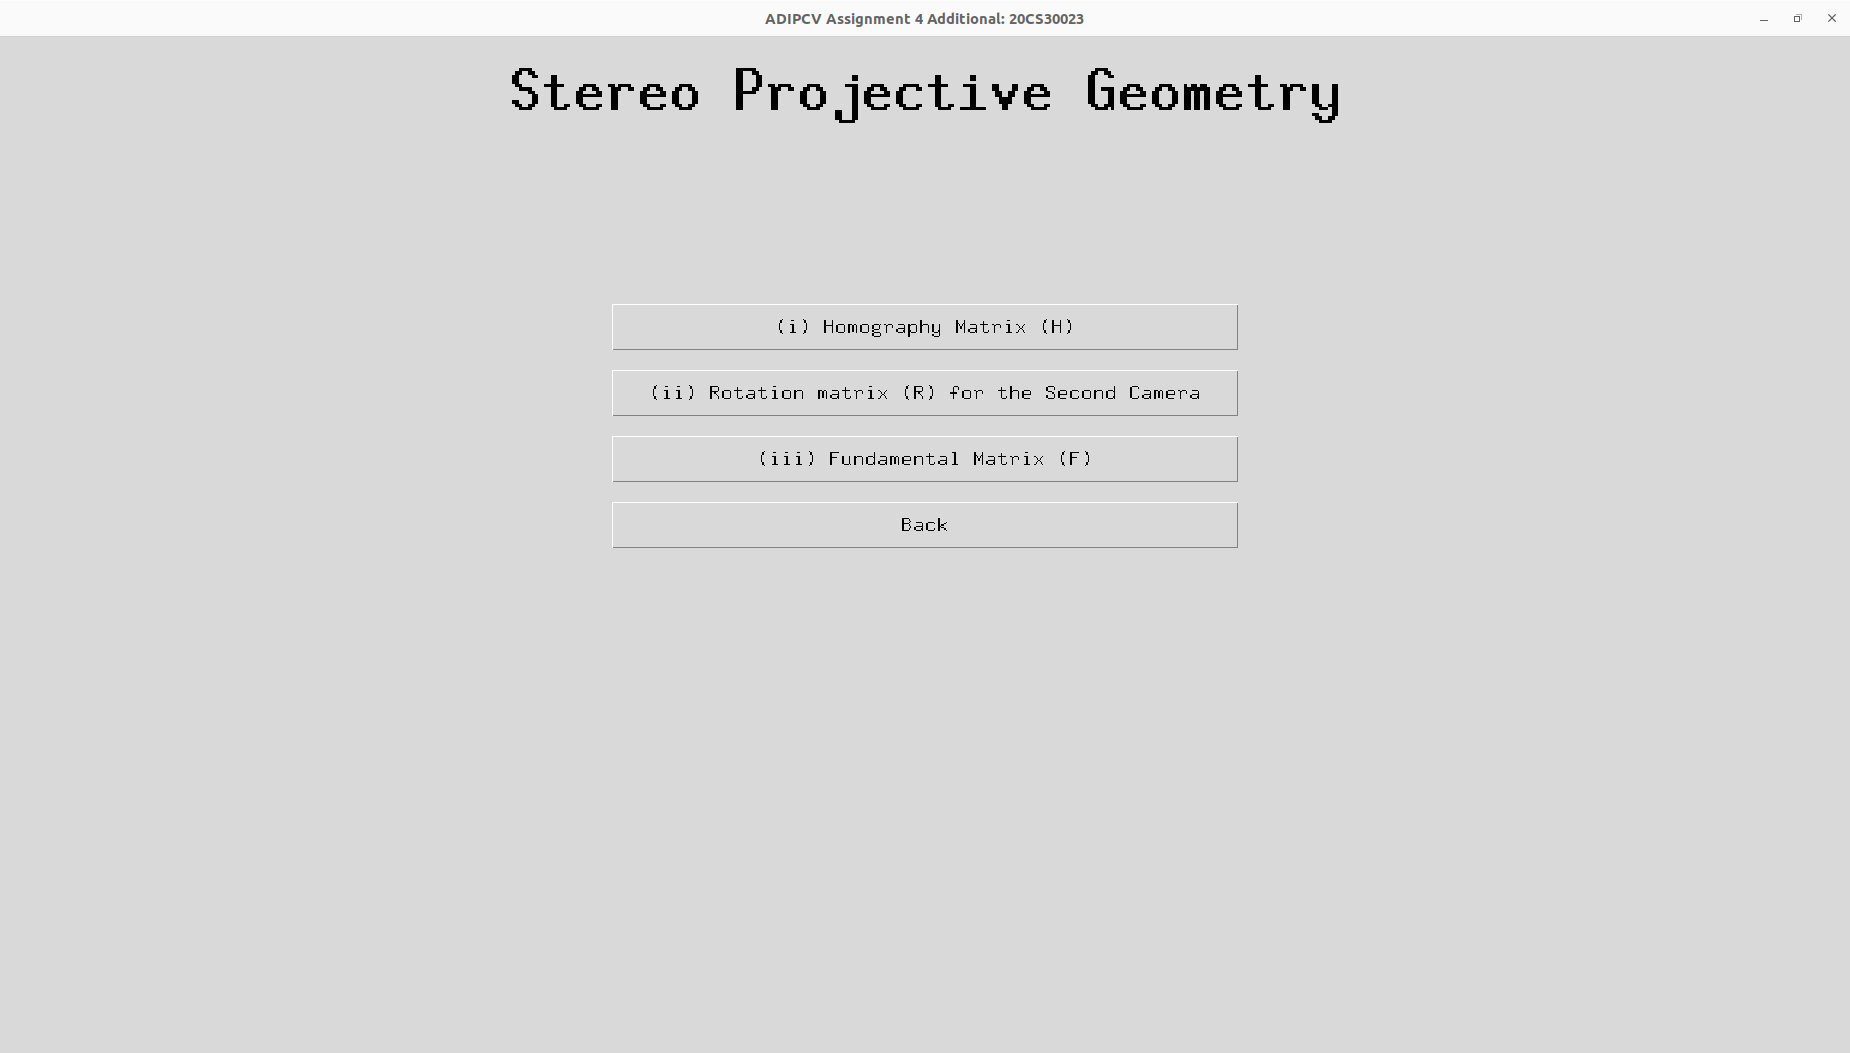 ADIPCV Assignment 4 Additional: 20CS30023
Stereo Projective Geometry
(i) Homography Matrix (H)
(ii) Rotation matrix (R) for the Second Camera
(iii) Fundamental Matrix (F)
Back